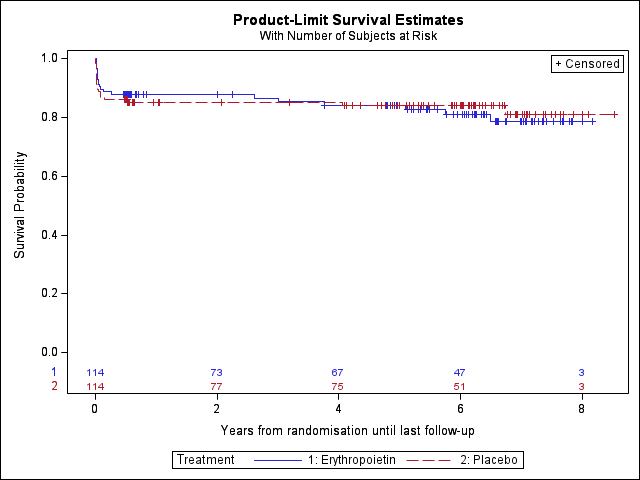 Product-Limit Survival Estimates
With Number of Subjects at Risk
+ Censored
Survival Probability
1.0
0.8
0.6
0.4
0.2
0.0
1 114 73 67 47 3
2 114 77 75 51 3
0 2 4 6 8
Years from randomisation until last follow-up
Treatment 1: Erythropoietin 2: Placebo